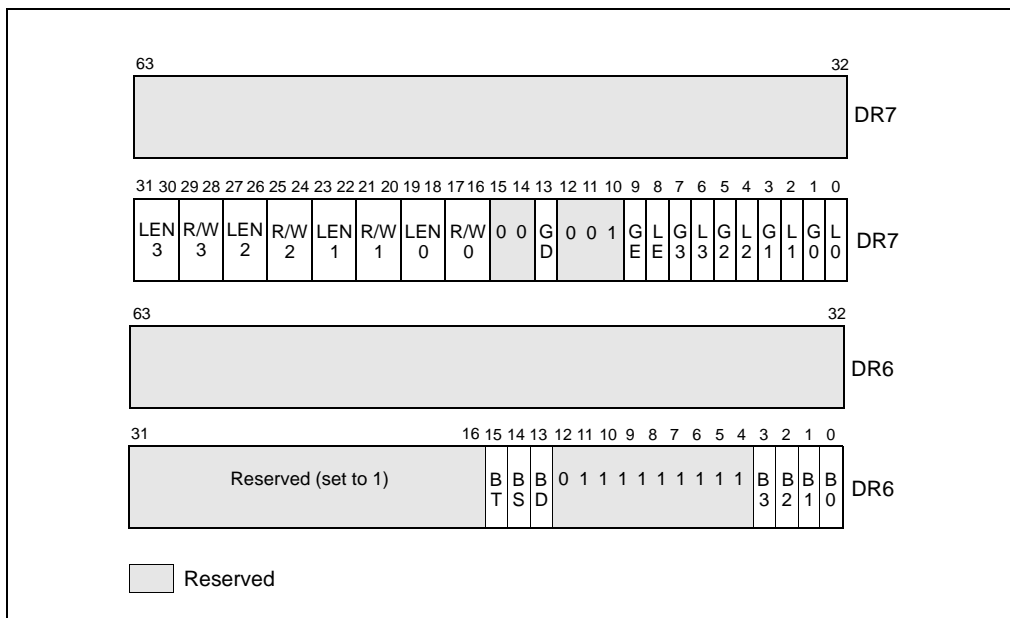 63 32
DR7
31 30 29 28 27 26 25 24 23 22 21 20 19 18 17 16 15 14 13 12 11 10 9 8 7 6 5 4 3 2 1 0
LEN 3 R/W 3 LEN 2 R/W 2 LEN 1 R/W 1 LEN 0 R/W 0 0 0 G D 0 0 1 G E L E G 3 L 3 G 2 L 2 G 1 L 1 G 0 L 0
DR7
63 32
DR6
31 16 15 14 13 12 11 10 9 8 7 6 5 4 3 2 1 0
Reserved (set to 1) B T B S B D 0 1 1 1 1 1 1 1 1 B 3 B 2 B 1 B 0
DR6
Reserved